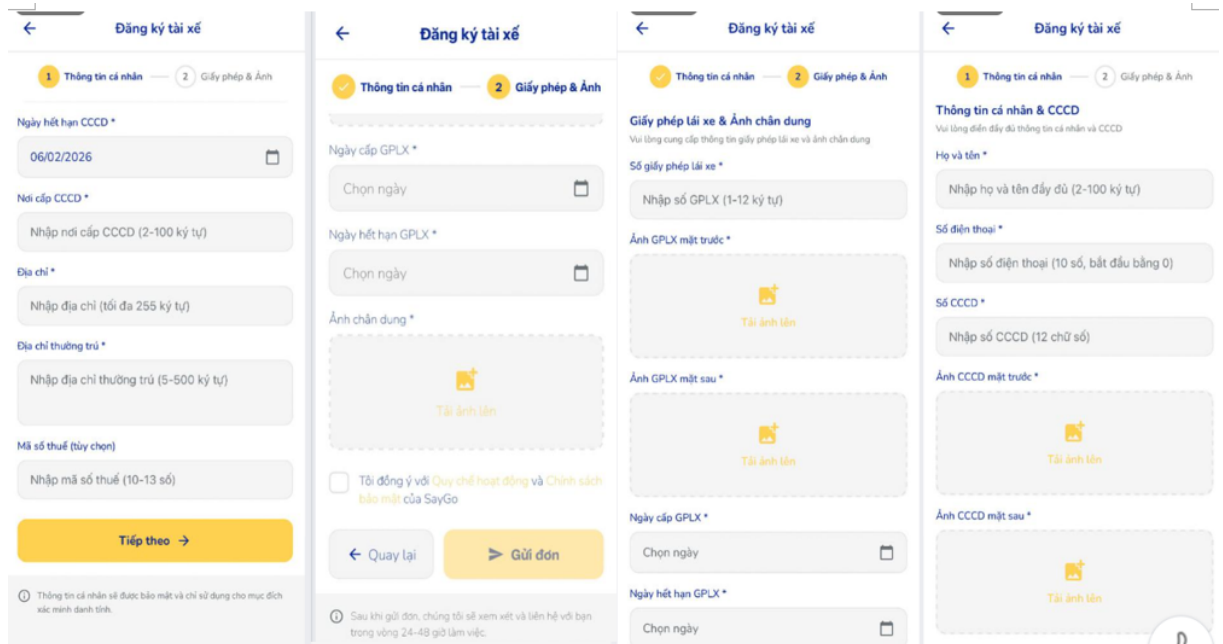 Đăng ký tài xế
1 Thông tin cá nhân
2 Giấy phép & Ảnh
Ngày hết hạn CCCD *
06/02/2026
Nơi cấp CCCD *
Nhập nơi cấp CCCD (2-100 ký tự)
Địa chỉ *
Nhập địa chỉ (tối đa 255 ký tự)
Địa chỉ thường trú *
Nhập địa chỉ thường trú (5-500 ký tự)
Mã số thuế (tùy chọn)
Nhập mã số thuế (10-13 số)
Tiếp theo →
Thông tin cá nhân sẽ được bảo mật và chỉ sử dụng cho mục đích
xác minh danh tính.
Đăng ký tài xế
Thông tin cá nhân
2 Giấy phép & Ảnh
Ngày cấp GPLX *
Chọn ngày
Ngày hết hạn GPLX *
Chọn ngày
Ảnh chân dung *
Tải ảnh lên
Tôi đồng ý với Quy chế hoạt động và Chính sách
bảo mật của SayGo
← Quay lại
Gửi đơn
Sau khi gửi đơn, chúng tôi sẽ xem xét và liên hệ với bạn
trong vòng 24-48 giờ làm việc.
Đăng ký tài xế
Thông tin cá nhân
2 Giấy phép & Ảnh
Giấy phép lái xe & Ảnh chân dung
Vui lòng cung cấp thông tin giấy phép lái xe và ảnh chân dung
Số giấy phép lái xe *
Nhập số GPLX (1-12 ký tự)
Ảnh GPLX mặt trước *
Tải ảnh lên
Ảnh GPLX mặt sau *
Tải ảnh lên
Ngày cấp GPLX *
Chọn ngày
Ngày hết hạn GPLX *
Chọn ngày
Đăng ký tài xế
1 Thông tin cá nhân
2 Giấy phép & Ảnh
Thông tin cá nhân & CCCD
Vui lòng điền đầy đủ thông tin cá nhân và CCCD
Họ và tên *
Nhập họ và tên đầy đủ (2-100 ký tự)
Số điện thoại *
Nhập số điện thoại (10 số, bắt đầu bằng 0)
Số CCCD *
Nhập số CCCD (12 chữ số)
Ảnh CCCD mặt trước *
Tải ảnh lên
Ảnh CCCD mặt sau *
Tải ảnh lên